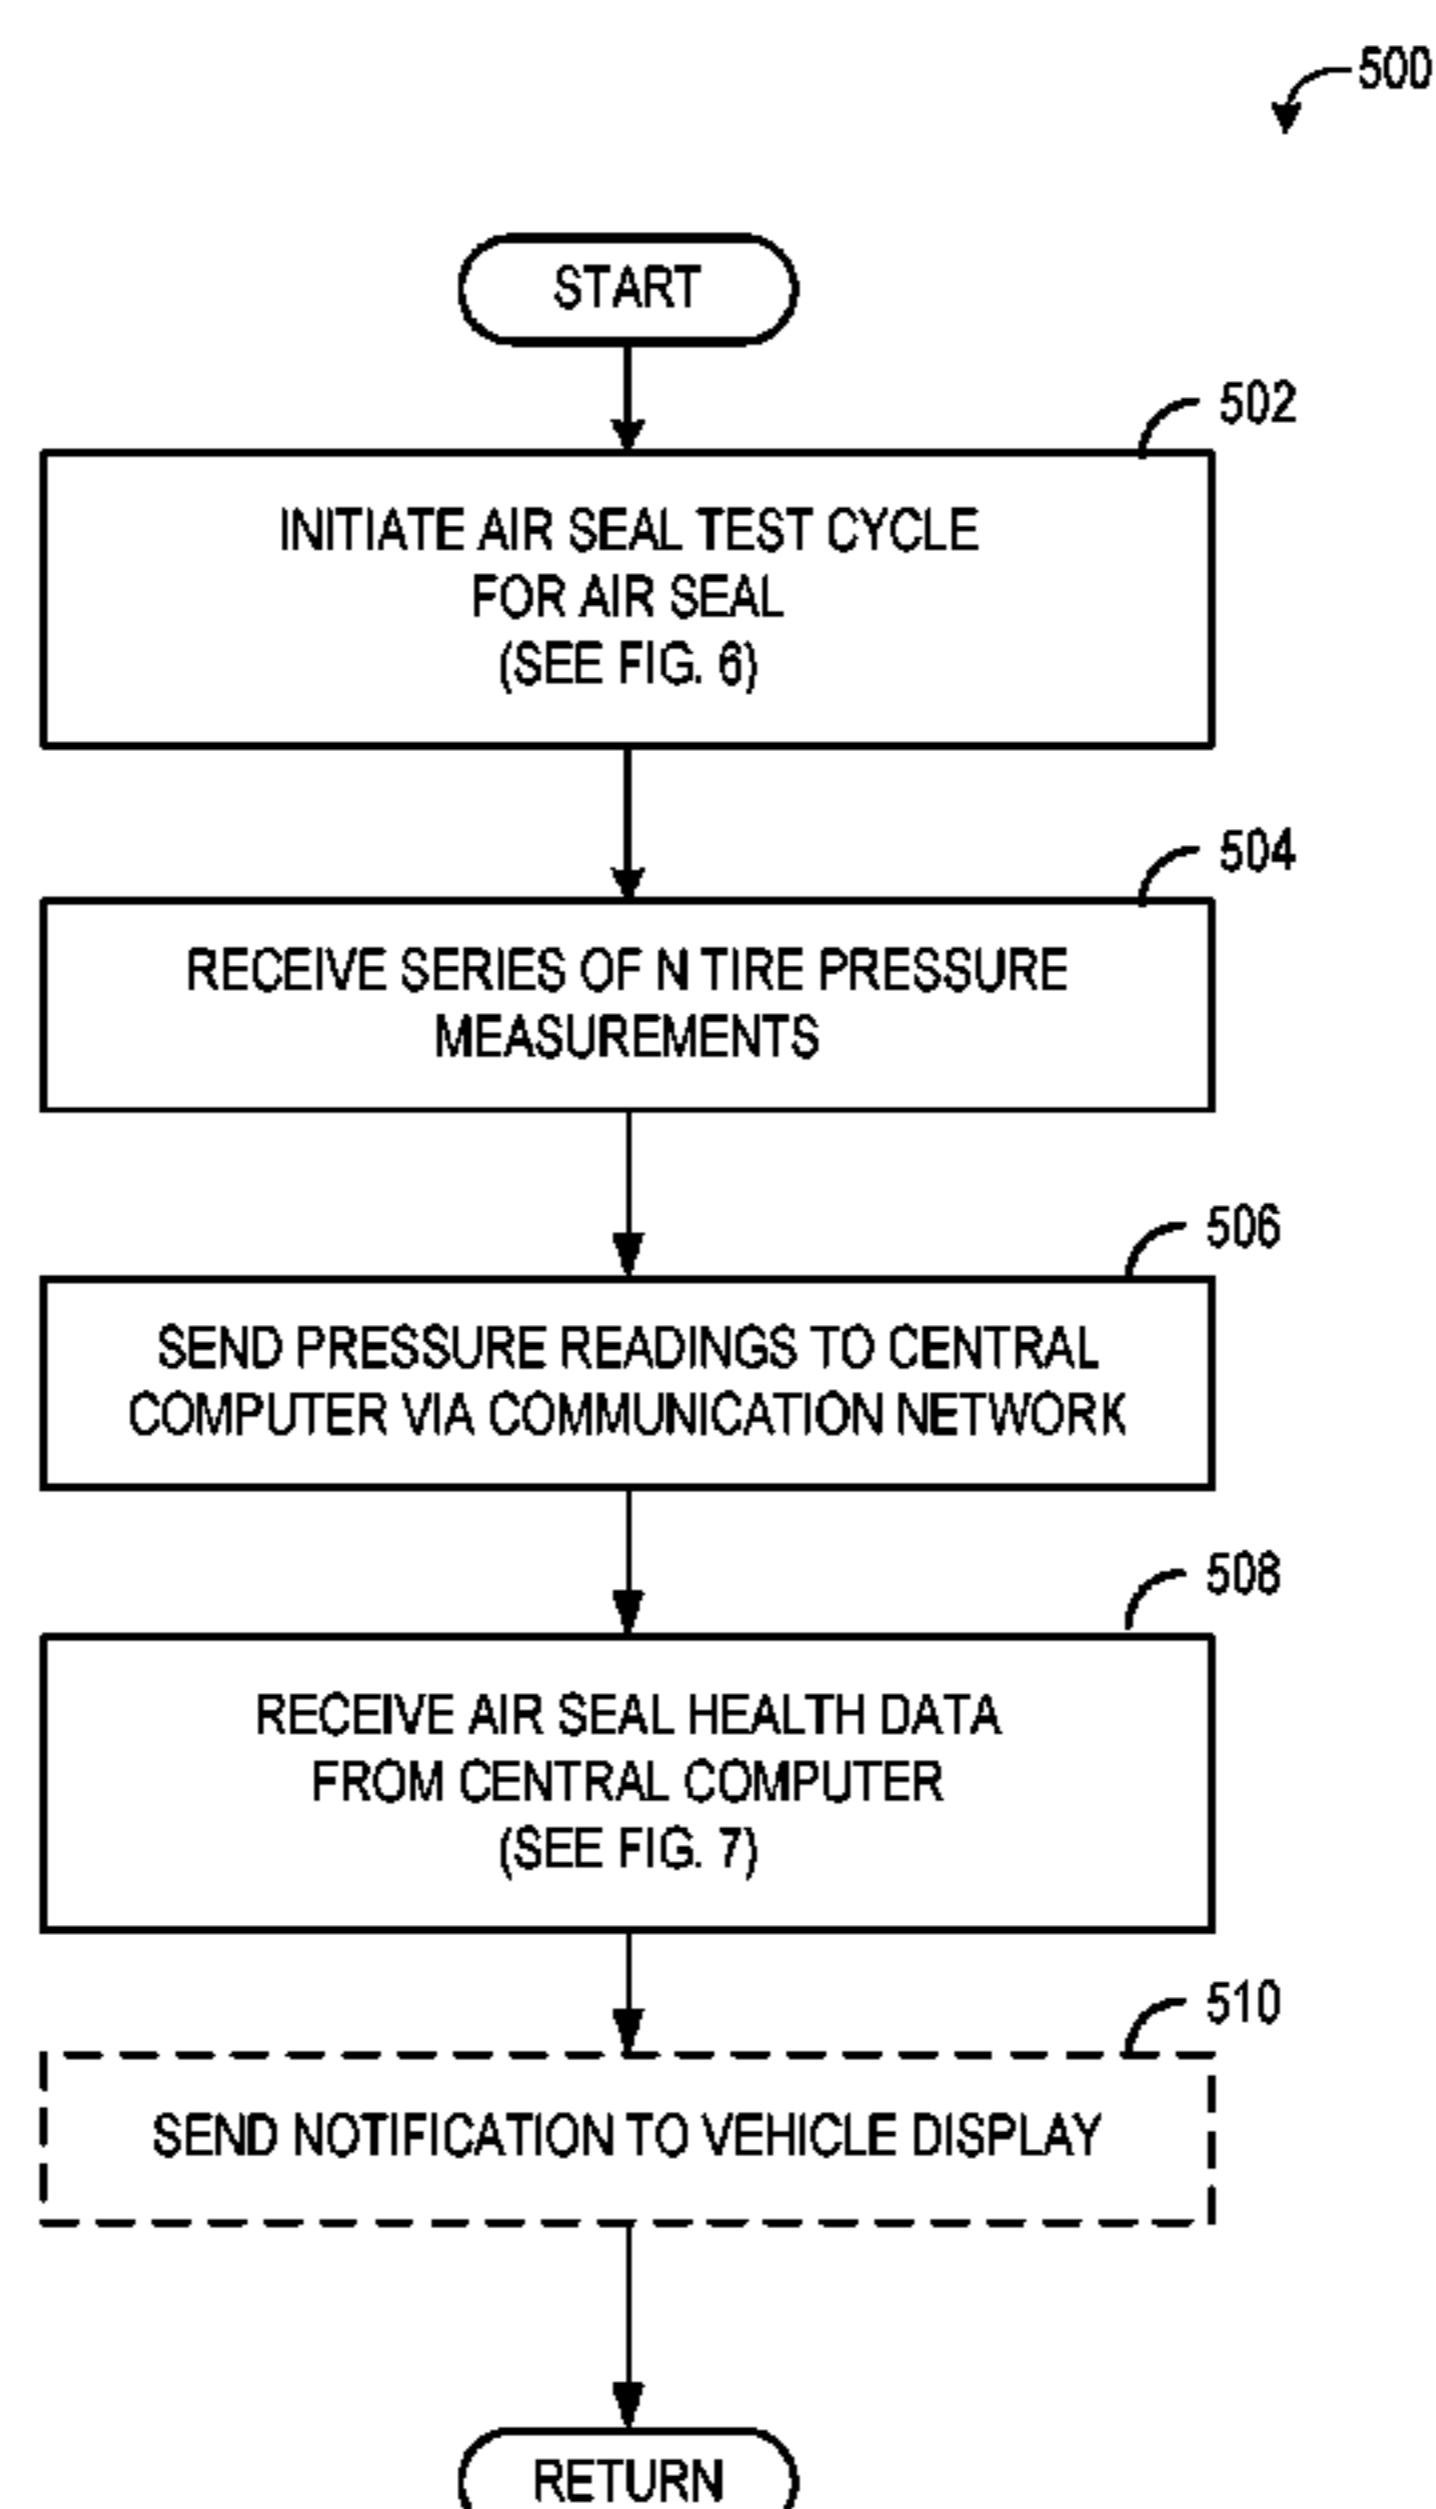 500
START
502
INITIATE AIR SEAL TEST CYCLE
FOR AIR SEAL
(SEE FIG. 6)
504
RECEIVE SERIES OF N TIRE PRESSURE
MEASUREMENTS
506
SEND PRESSURE READINGS TO CENTRAL
COMPUTER VIA COMMUNICATION NETWORK
508
RECEIVE AIR SEAL HEALTH DATA
FROM CENTRAL COMPUTER
(SEE FIG. 7)
510
SEND NOTIFICATION TO VEHICLE DISPLAY
RETURN